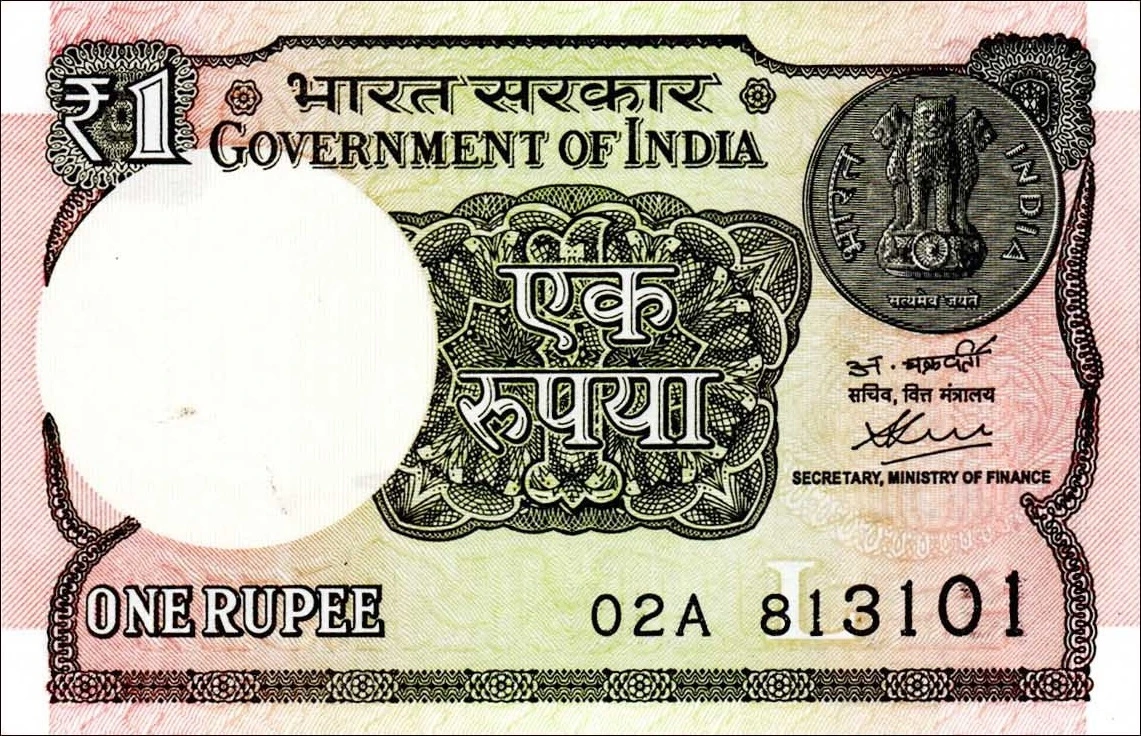 ₹1
भारत सरकार
GOVERNMENT OF INDIA
भारत
INDIA
सत्यमेव जयते
एक
रुपया
अ. चक्रवर्ती
सचिव, वित्त मंत्रालय
SECRETARY, MINISTRY OF FINANCE
ONE RUPEE
L
02A 813101